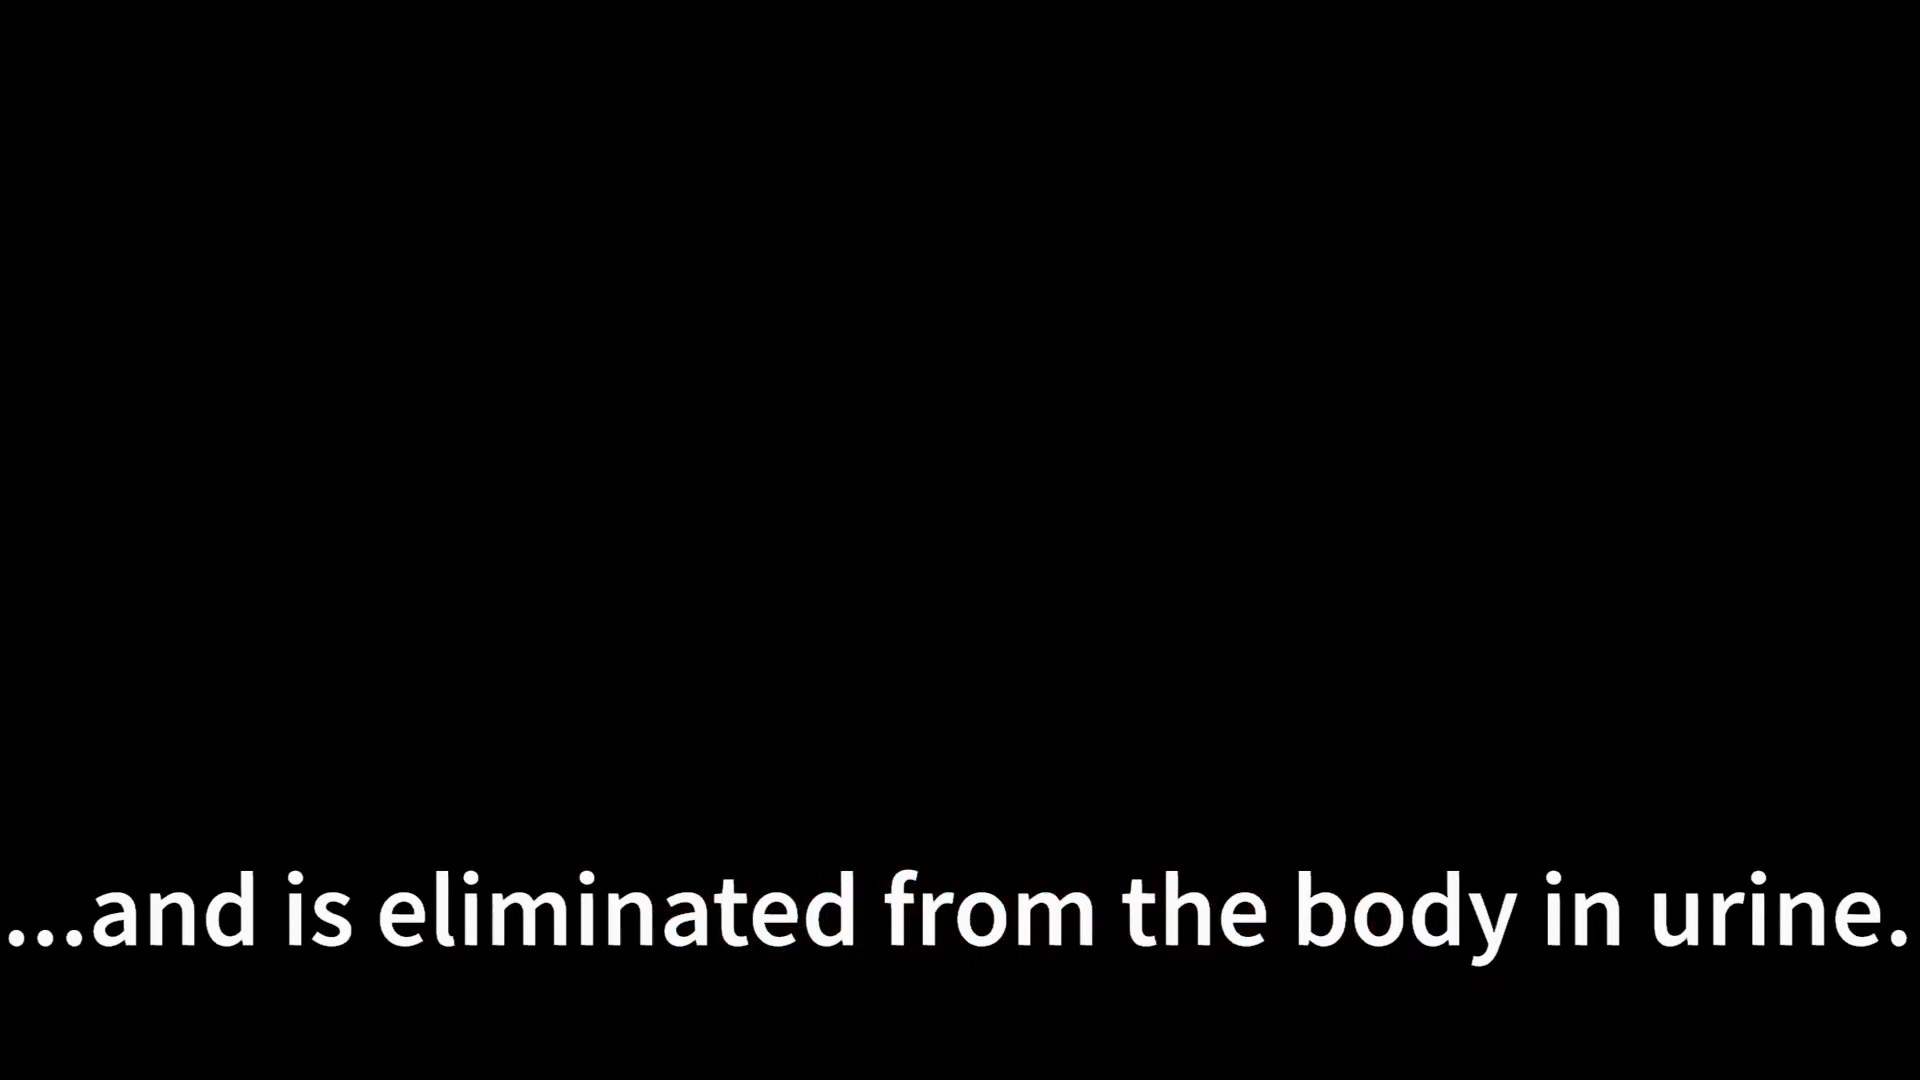 ...and is eliminated from the body in urine.